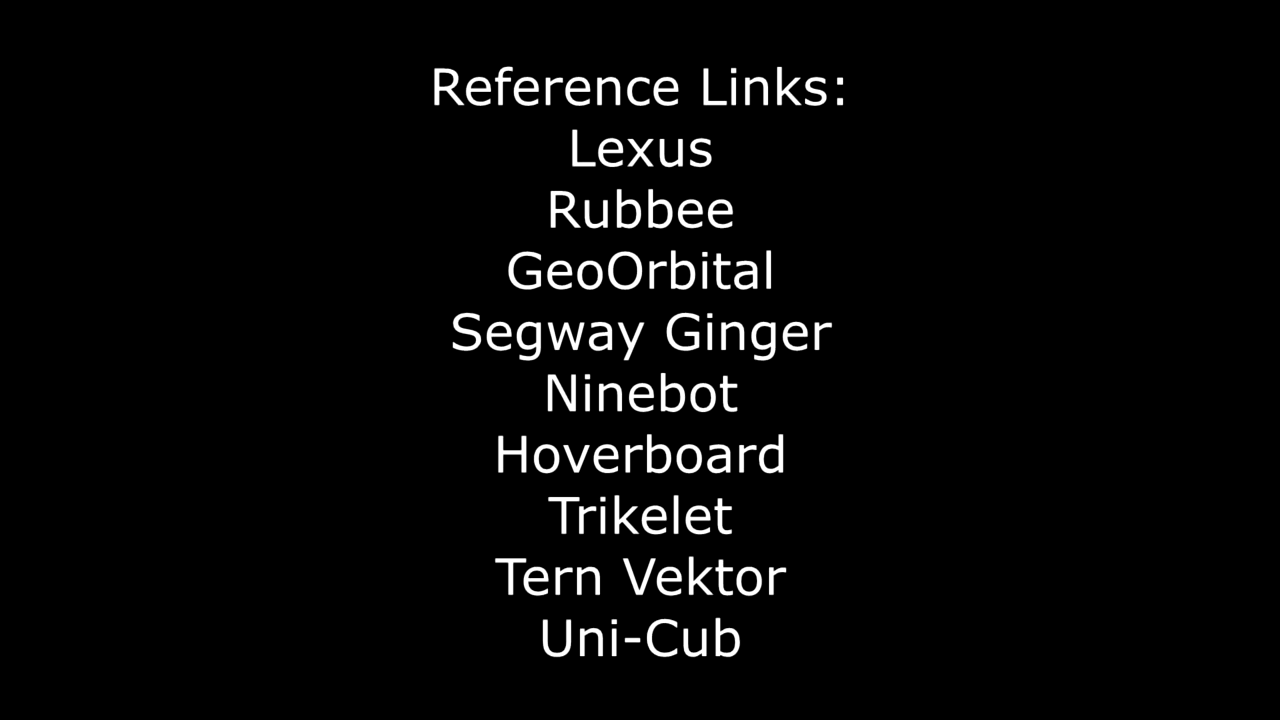 Reference Links:
Lexus
Rubbee
GeoOrbital
Segway Ginger
Ninebot
Hoverboard
Trikelet
Tern Vektor
Uni-Cub